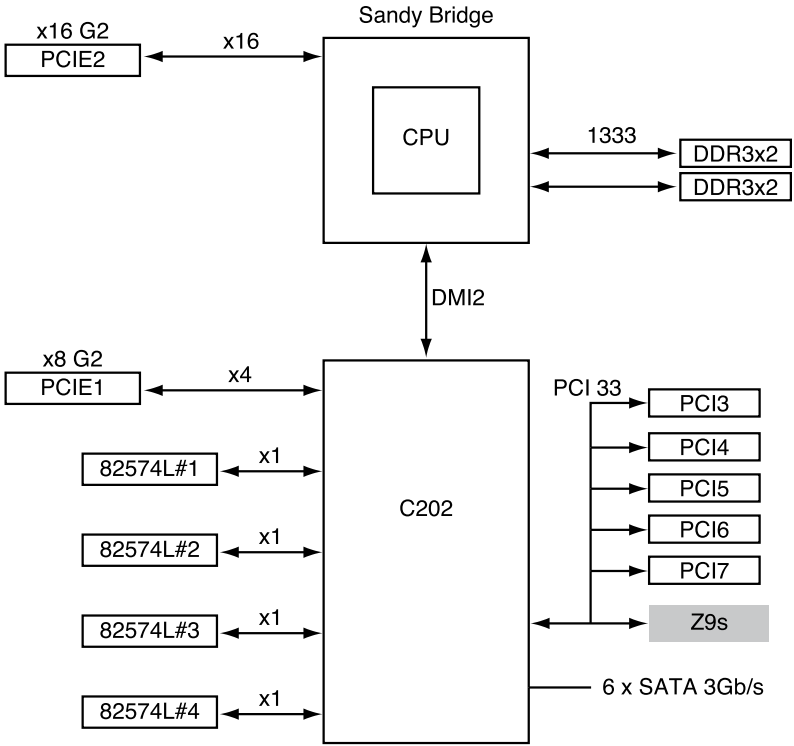 Sandy Bridge
x16 G2
PCIE2
x16
CPU
1333
DDR3x2
DDR3x2
DMI2
x8 G2
PCIE1
x4
PCI 33
PCI3
PCI4
82574L#1
x1
PCI5
C202
82574L#2
x1
PCI6
PCI7
82574L#3
x1
Z9s
6 x SATA 3Gb/s
82574L#4
x1